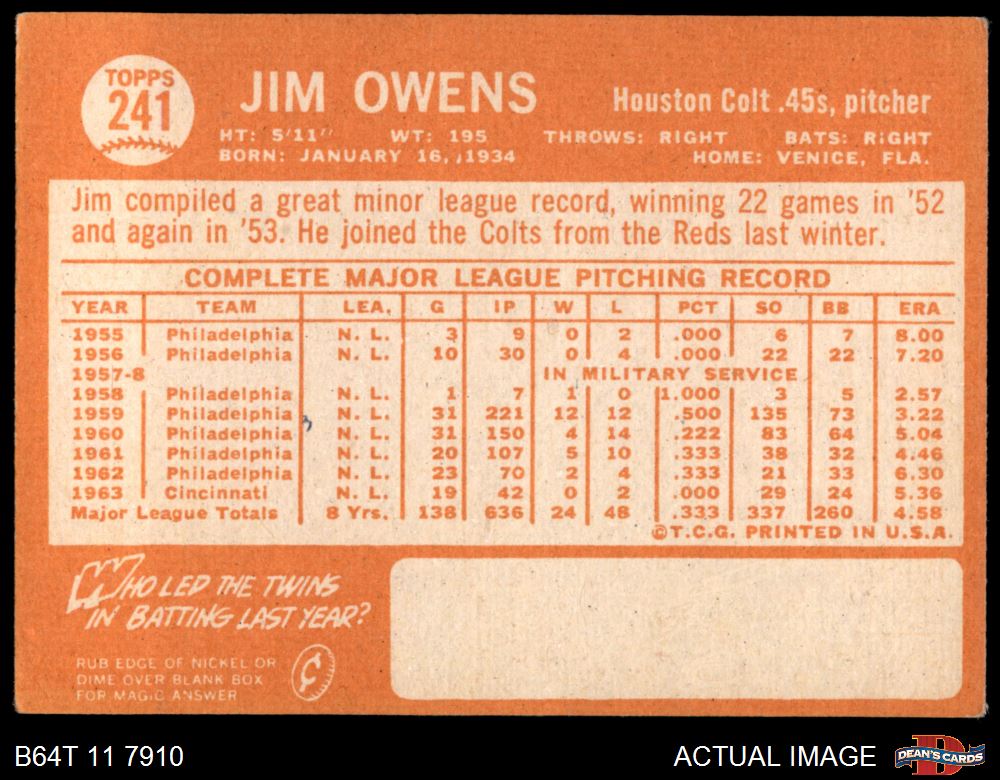 TOPPS
241
JIM OWENS
Houston Colt .45s, pitcher
HT: 5'11" WT: 195 THROWS: RIGHT BATS: RIGHT
BORN: JANUARY 16, 1934 HOME: VENICE, FLA.
Jim compiled a great minor league record, winning 22 games in '52
and again in '53. He joined the Colts from the Reds last winter.
COMPLETE MAJOR LEAGUE PITCHING RECORD
YEAR TEAM LEA. G IP W L PCT SO BB ERA
1955 Philadelphia N. L. 3 9 0 2 .000 6 7 8.00
1956 Philadelphia N. L. 10 30 0 4 .000 22 22 7.20
1957-8 IN MILITARY SERVICE
1958 Philadelphia N. L. 1 7 1 0 1.000 3 5 2.57
1959 Philadelphia N. L. 31 221 12 12 .500 135 73 3.22
1960 Philadelphia N. L. 31 150 4 14 .222 83 64 5.04
1961 Philadelphia N. L. 20 107 5 10 .333 38 32 4.46
1962 Philadelphia N. L. 23 70 2 4 .333 21 33 6.30
1963 Cincinnati N. L. 19 42 0 2 .000 29 24 5.36
Major League Totals 8 Yrs. 138 636 24 48 .333 337 260 4.58
©T.C.G. PRINTED IN U.S.A.
WHO LED THE TWINS
IN BATTING LAST YEAR?
RUB EDGE OF NICKEL OR
DIME OVER BLANK BOX
FOR MAGIC ANSWER
¢
B64T 11 7910
ACTUAL IMAGE
D
DEAN'S CARDS